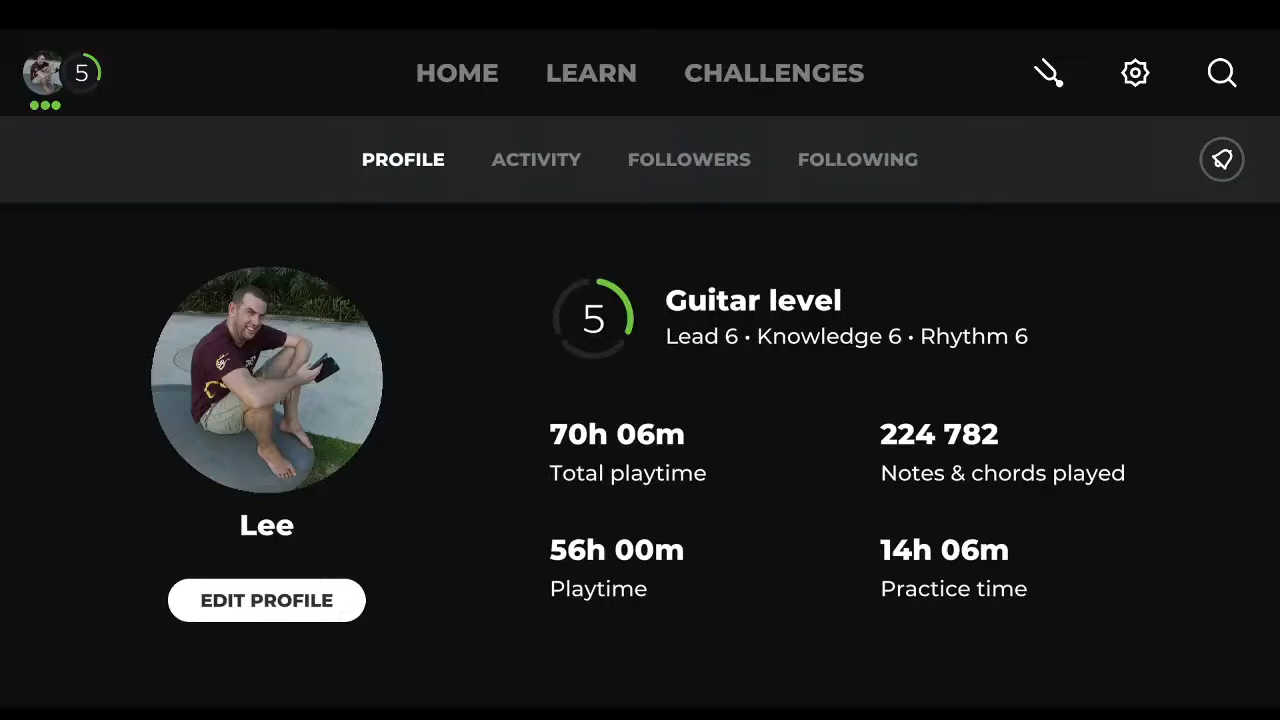 5
HOME LEARN CHALLENGES
PROFILE ACTIVITY FOLLOWERS FOLLOWING
5
Guitar level
Lead 6 • Knowledge 6 • Rhythm 6
70h 06m
Total playtime
224 782
Notes & chords played
Lee
56h 00m
Playtime
14h 06m
Practice time
EDIT PROFILE